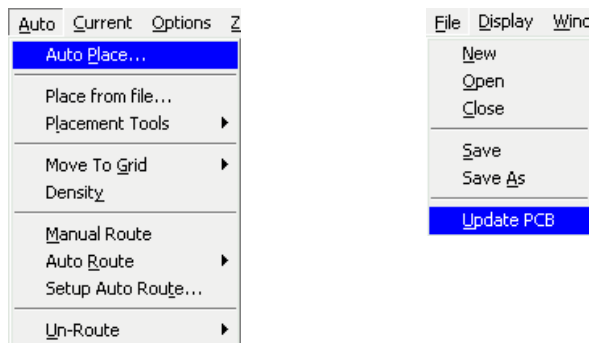 Auto Current Options Z
Auto Place...
Place from file...
Placement Tools
Move To Grid
Density
Manual Route
Auto Route
Setup Auto Route...
Un-Route
File Display Wind
New
Open
Close
Save
Save As
Update PCB